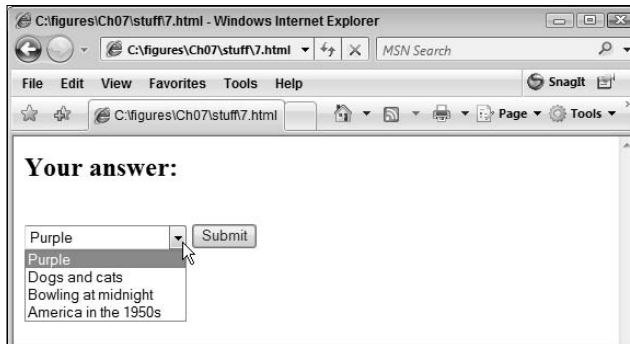 C:\figures\Ch07\stuff\7.html - Windows Internet Explorer
C:\figures\Ch07\stuff\7.html MSN Search
File Edit View Favorites Tools Help SnagIt
C:\figures\Ch07\stuff\7.html Page Tools
Your answer:
Purple Submit
Purple
Dogs and cats
Bowling at midnight
America in the 1950s